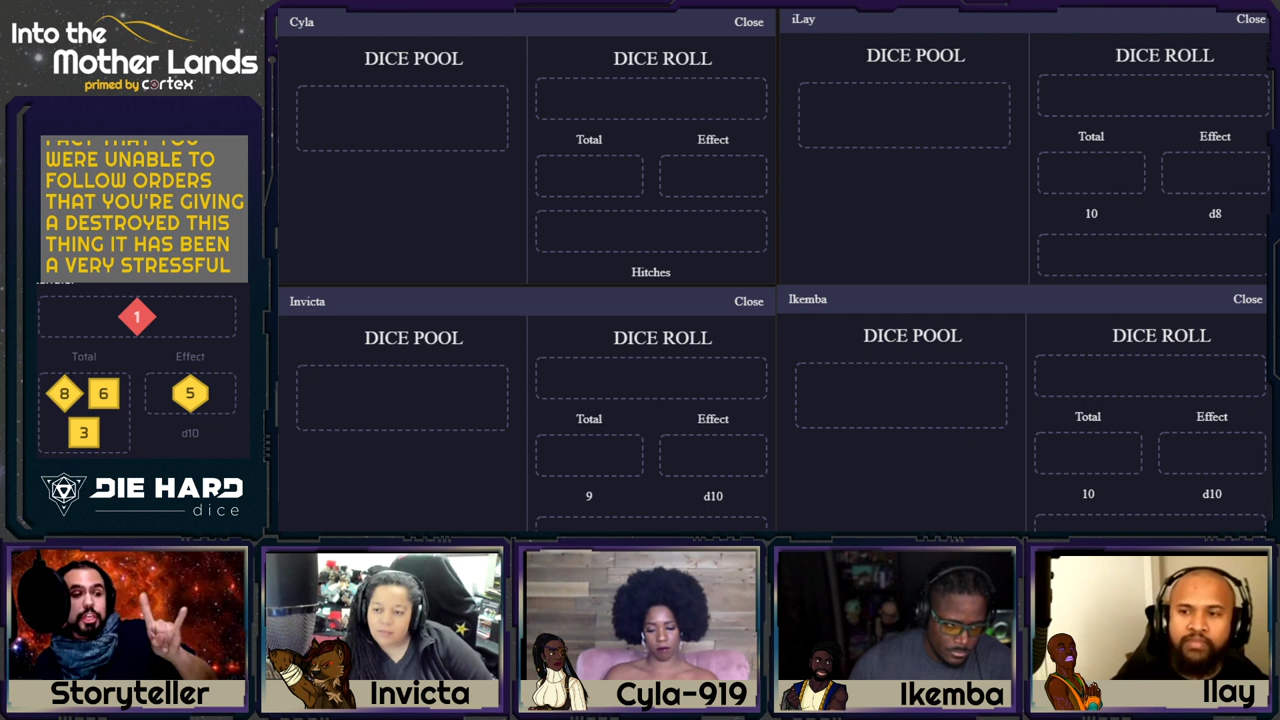 Into the
Mother Lands
primed by cortex
WERE UNABLE TO
FOLLOW ORDERS
THAT YOU'RE GIVING
A DESTROYED THIS
THING IT HAS BEEN
A VERY STRESSFUL
1
Total
Effect
8
6
5
3
d10
DIE HARD
dice
Cyla
Close
DICE POOL
DICE ROLL
Total
Effect
Hitches
iLay
Close
DICE POOL
DICE ROLL
Total
Effect
10
d8
Invicta
Close
DICE POOL
DICE ROLL
Total
Effect
9
d10
Ikemba
Close
DICE POOL
DICE ROLL
Total
Effect
10
d10
Storyteller
Invicta
Cyla-919
Ikemba
Ilay